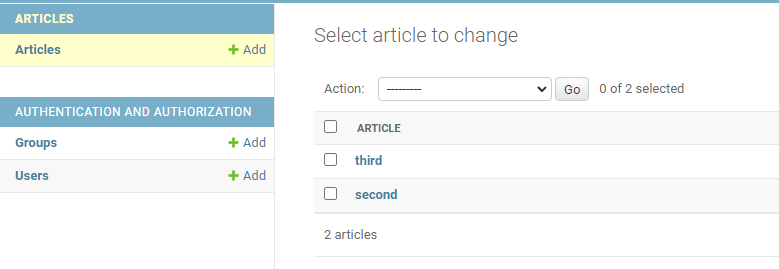 ARTICLES
Articles + Add
AUTHENTICATION AND AUTHORIZATION
Groups + Add
Users + Add
Select article to change
Action: --------- Go 0 of 2 selected
ARTICLE
third
second
2 articles